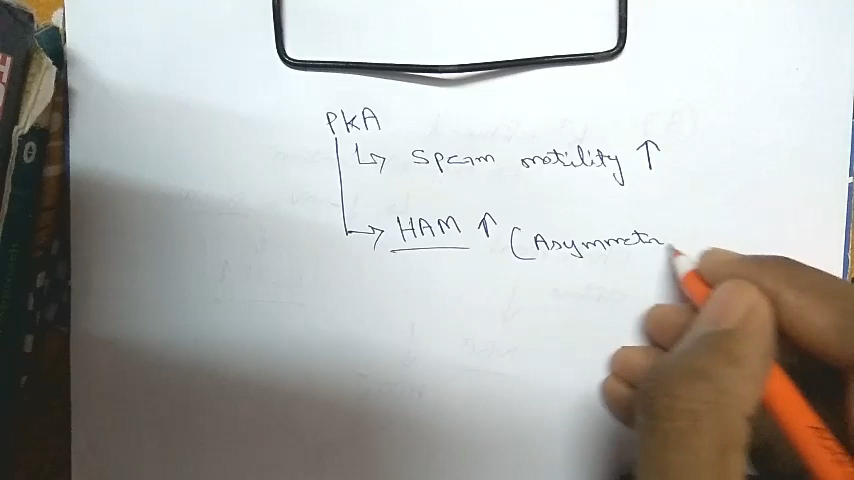 PKA
↳ Sperm motility ↑
↳ HAM ↑ (Asymmetr